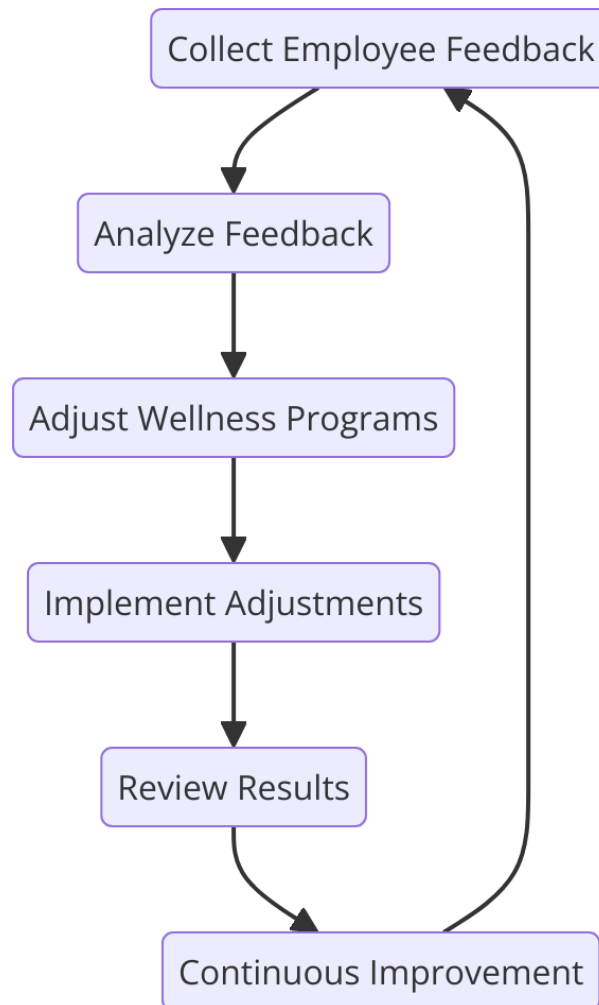 Collect Employee Feedback
Analyze Feedback
Adjust Wellness Programs
Implement Adjustments
Review Results
Continuous Improvement